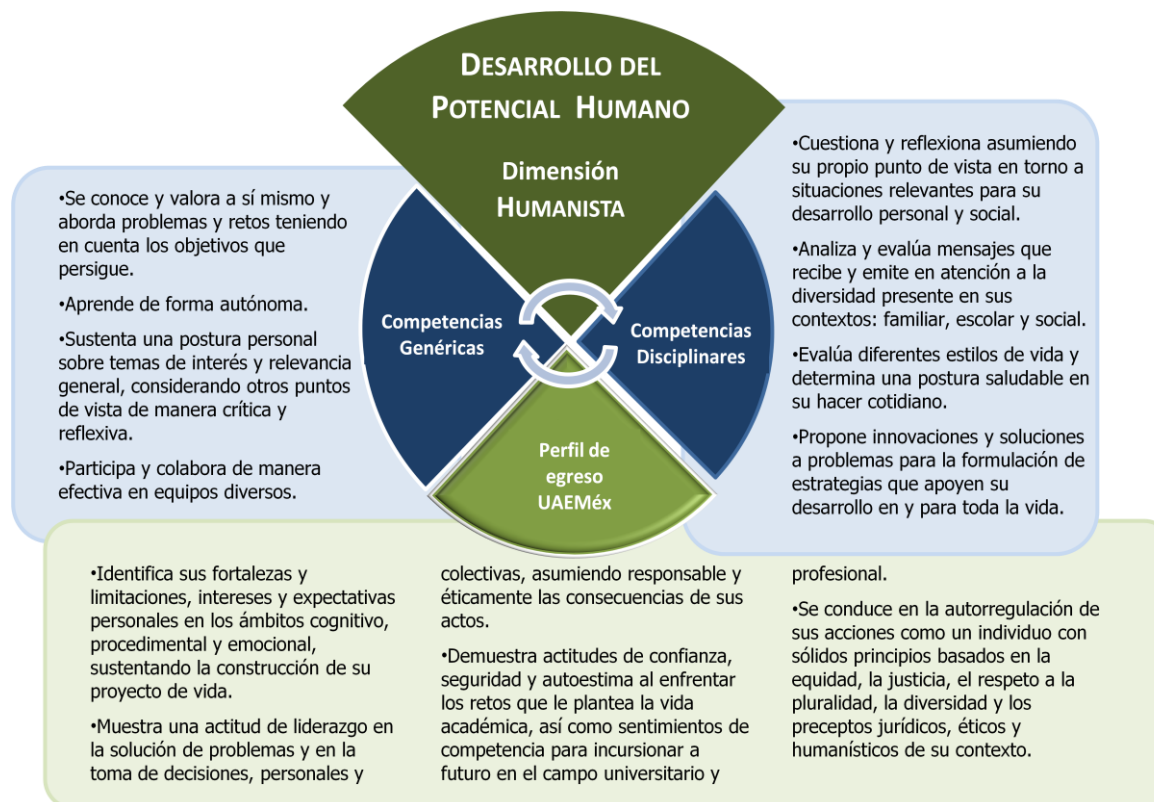 DESARROLLO DEL
POTENCIAL HUMANO
Dimensión
HUMANISTA
•Se conoce y valora a sí mismo y
aborda problemas y retos teniendo
en cuenta los objetivos que
persigue.
•Aprende de forma autónoma.
•Sustenta una postura personal
sobre temas de interés y relevancia
general, considerando otros puntos
de vista de manera crítica y
reflexiva.
•Participa y colabora de manera
efectiva en equipos diversos.
Competencias
Genéricas
Competencias
Disciplinares
•Cuestiona y reflexiona asumiendo
su propio punto de vista en torno a
situaciones relevantes para su
desarrollo personal y social.
•Analiza y evalúa mensajes que
recibe y emite en atención a la
diversidad presente en sus
contextos: familiar, escolar y social.
•Evalúa diferentes estilos de vida y
determina una postura saludable en
su hacer cotidiano.
•Propone innovaciones y soluciones
a problemas para la formulación de
estrategias que apoyen su
desarrollo en y para toda la vida.
Perfil de
egreso
UAEMéx
•Identifica sus fortalezas y
limitaciones, intereses y expectativas
personales en los ámbitos cognitivo,
procedimental y emocional,
sustentando la construcción de su
proyecto de vida.
•Muestra una actitud de liderazgo en
la solución de problemas y en la
toma de decisiones, personales y
colectivas, asumiendo responsable y
éticamente las consecuencias de sus
actos.
•Demuestra actitudes de confianza,
seguridad y autoestima al enfrentar
los retos que le plantea la vida
académica, así como sentimientos de
competencia para incursionar a
futuro en el campo universitario y
profesional.
•Se conduce en la autorregulación de
sus acciones como un individuo con
sólidos principios basados en la
equidad, la justicia, el respeto a la
pluralidad, la diversidad y los
preceptos jurídicos, éticos y
humanísticos de su contexto.